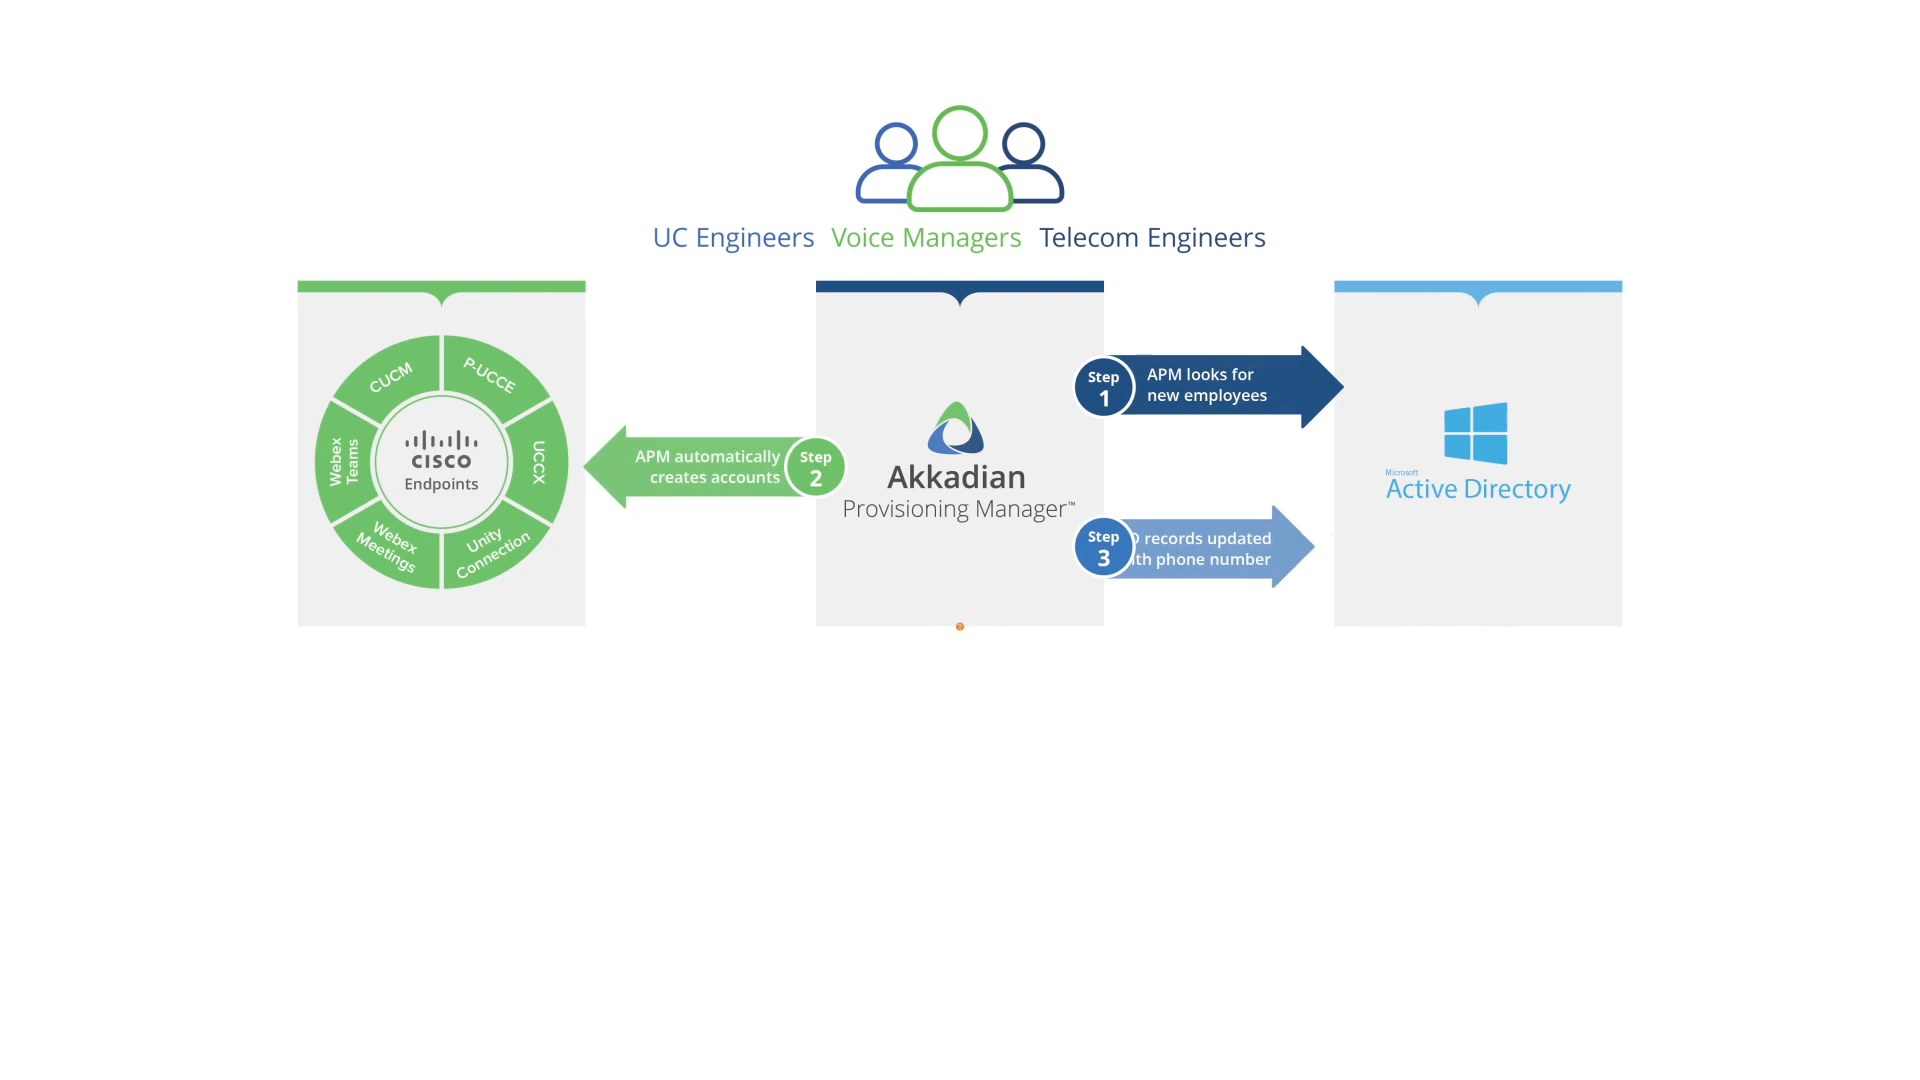 UC Engineers Voice Managers Telecom Engineers
CUCM
P-UCCE
UCCX
Unity
Connection
Webex
Meetings
Webex
Teams
CISCO
Endpoints
APM automatically
creates accounts
Step
2
Akkadian
Provisioning Manager™
Step
1
APM looks for
new employees
Step
3
records updated
phone number
Microsoft
Active Directory